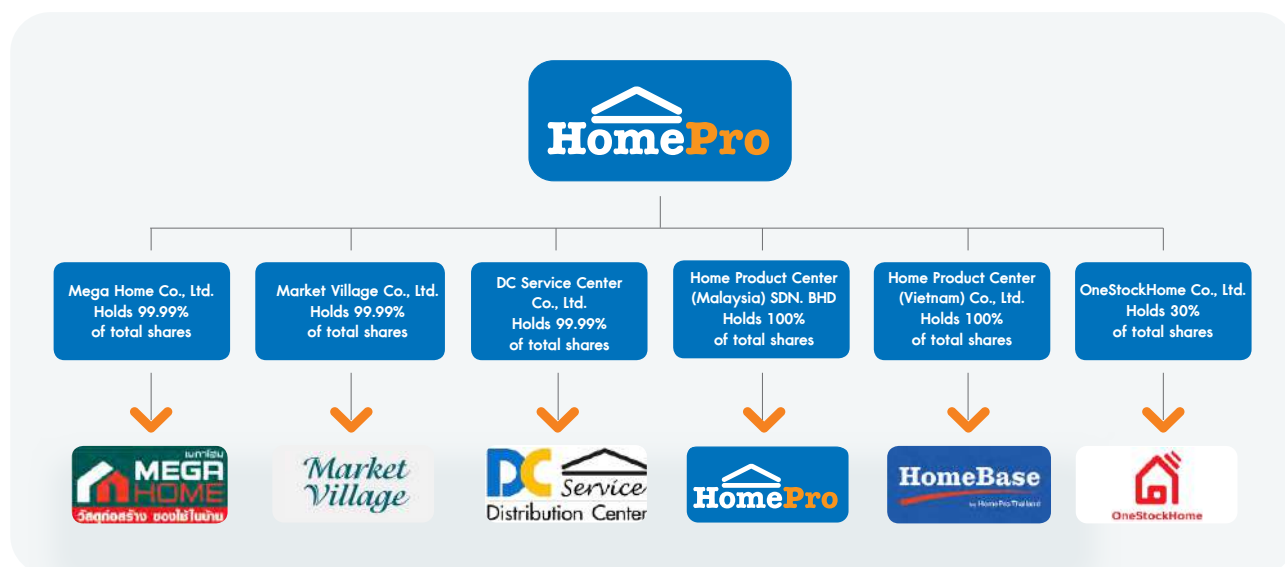 HomePro
Mega Home Co., Ltd.
Holds 99.99%
of total shares
Market Village Co., Ltd.
Holds 99.99%
of total shares
DC Service Center
Co., Ltd.
Holds 99.99%
of total shares
Home Product Center
(Malaysia) SDN. BHD
Holds 100%
of total shares
Home Product Center
(Vietnam) Co., Ltd.
Holds 100%
of total shares
OneStockHome Co., Ltd.
Holds 30%
of total shares
เมกาโฮม
MEGA
HOME
วัสดุก่อสร้าง ของใช้ในบ้าน
Market
Village
DC Service
Distribution Center
HomePro
HomeBase
by HomePro Thailand
OneStockHome